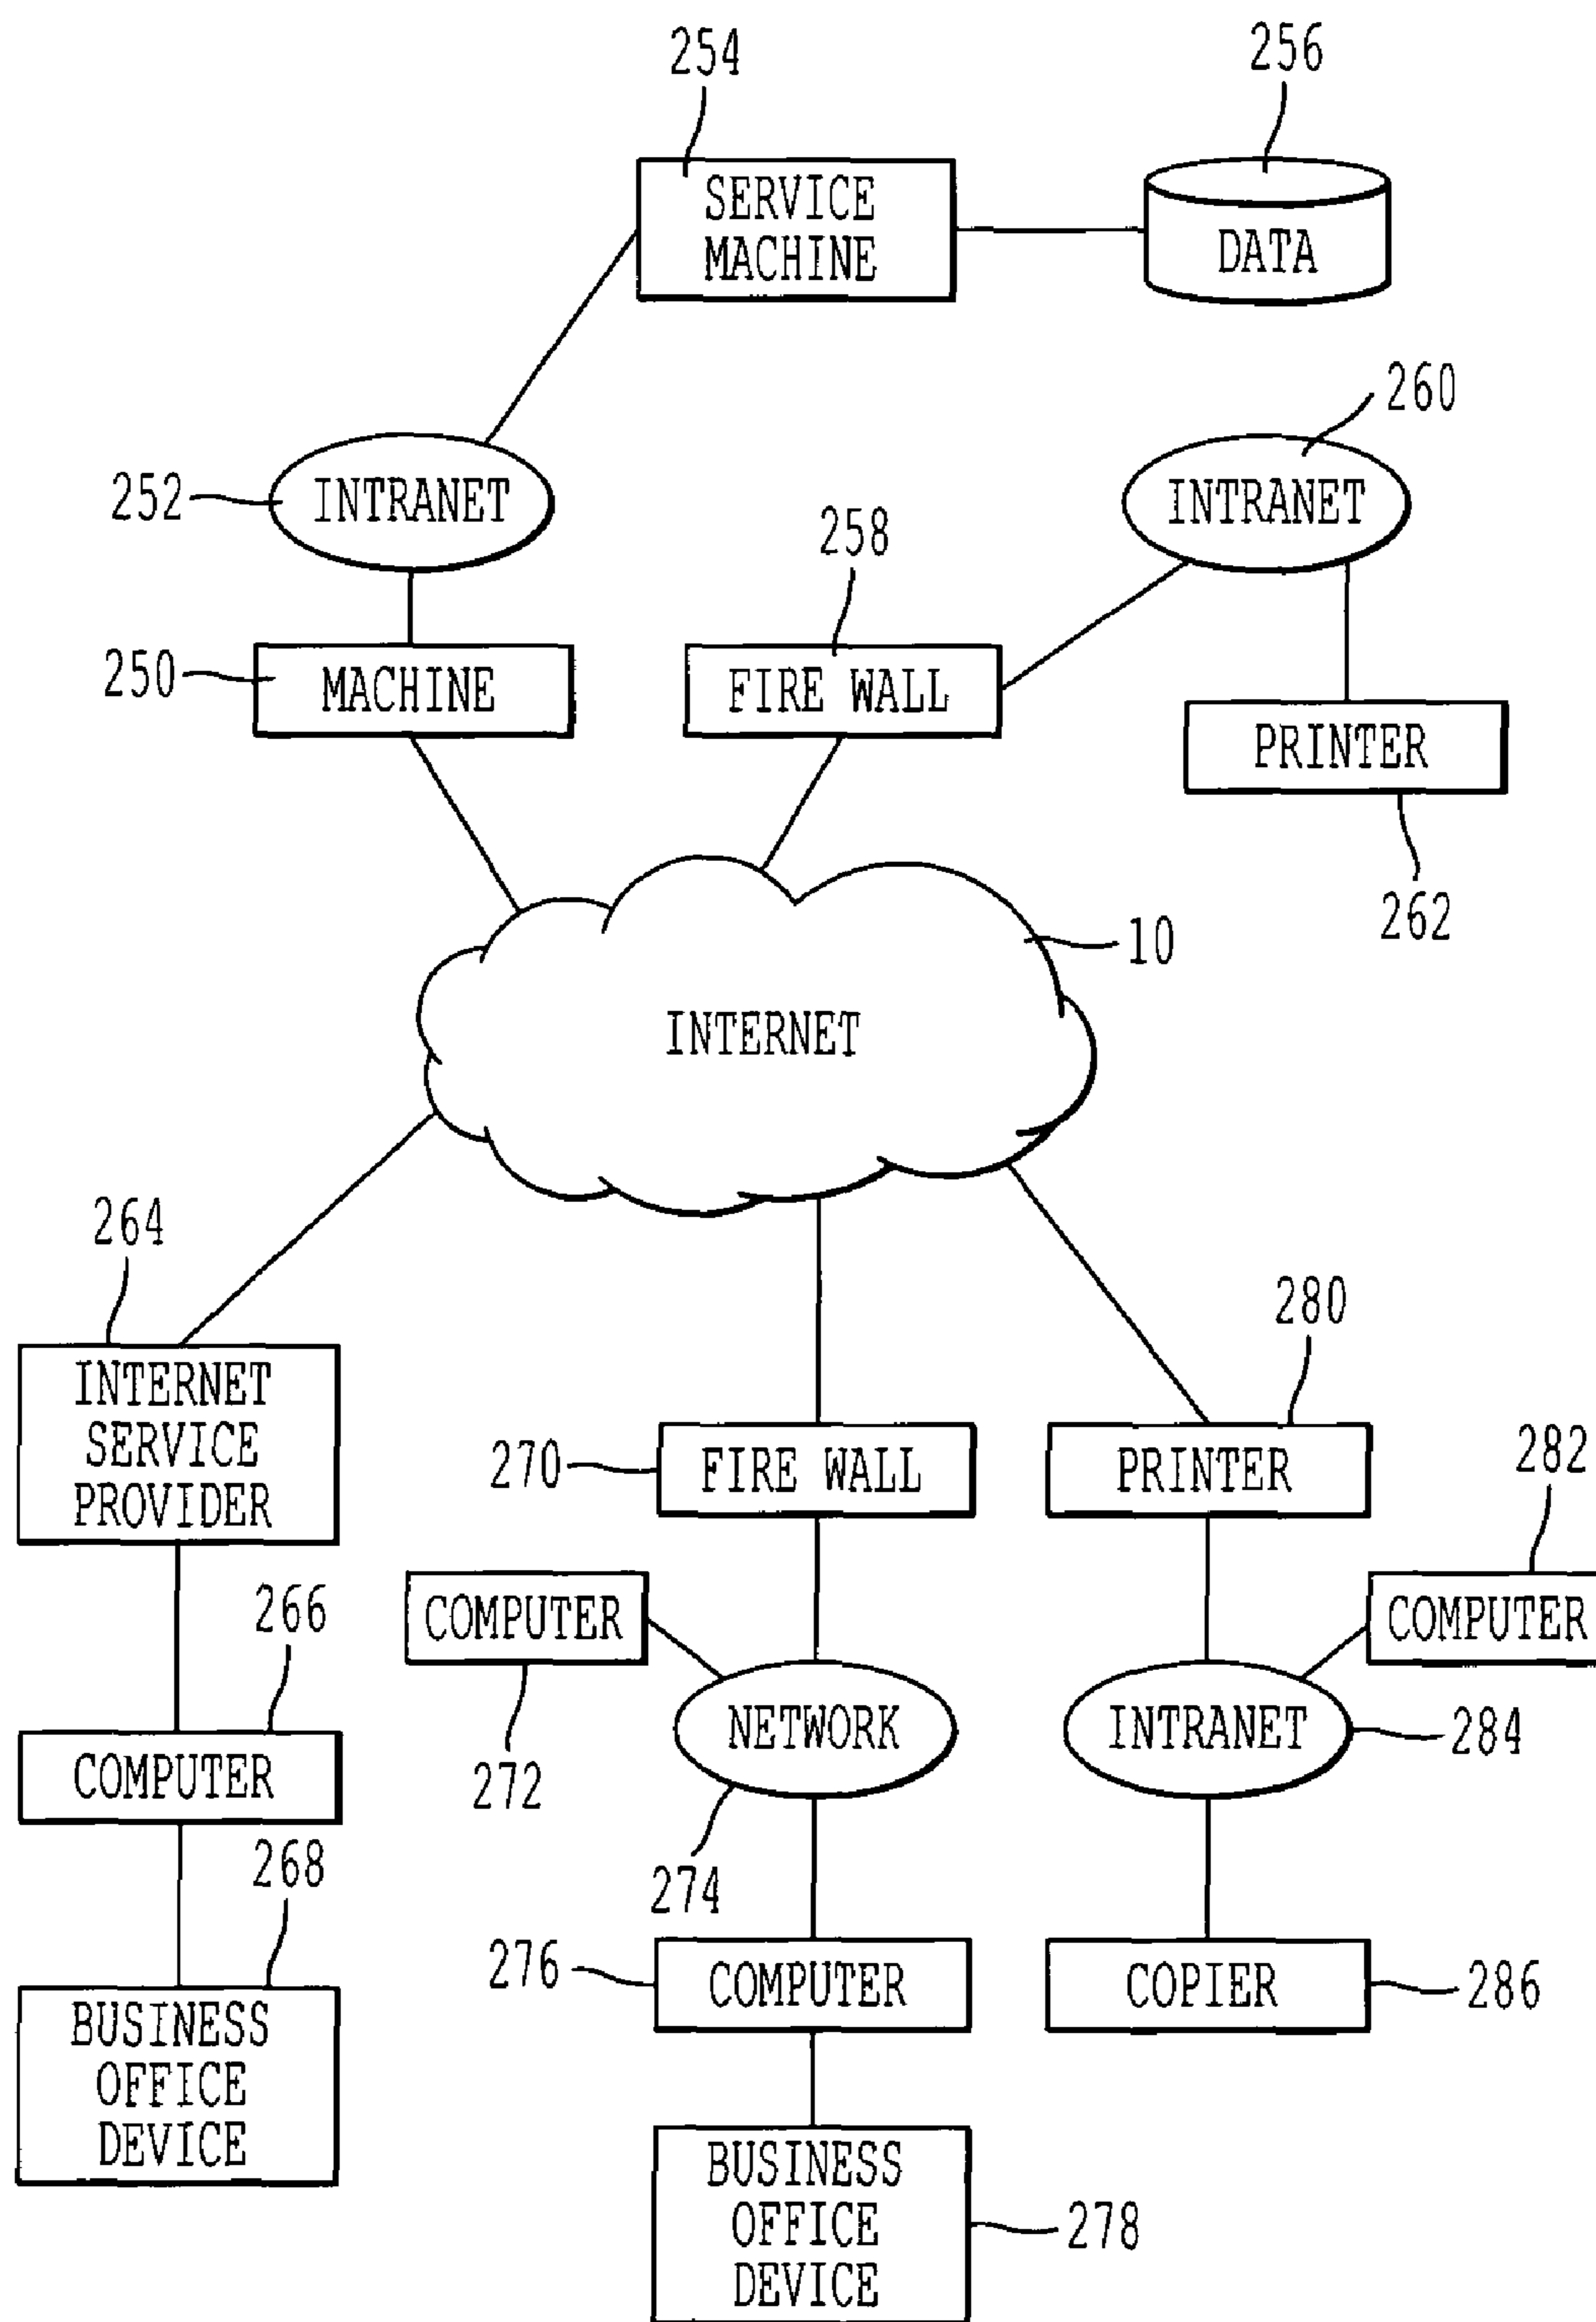 254
256
SERVICE
MACHINE
DATA
260
252
INTRANET
258
INTRANET
250
MACHINE
FIRE WALL
PRINTER
262
10
INTERNET
264
280
INTERNET
SERVICE
PROVIDER
270
FIRE WALL
PRINTER
282
266
COMPUTER
COMPUTER
COMPUTER
272
NETWORK
INTRANET
284
268
274
276
COMPUTER
COPIER
286
BUSINESS
OFFICE
DEVICE
BUSINESS
OFFICE
DEVICE
278